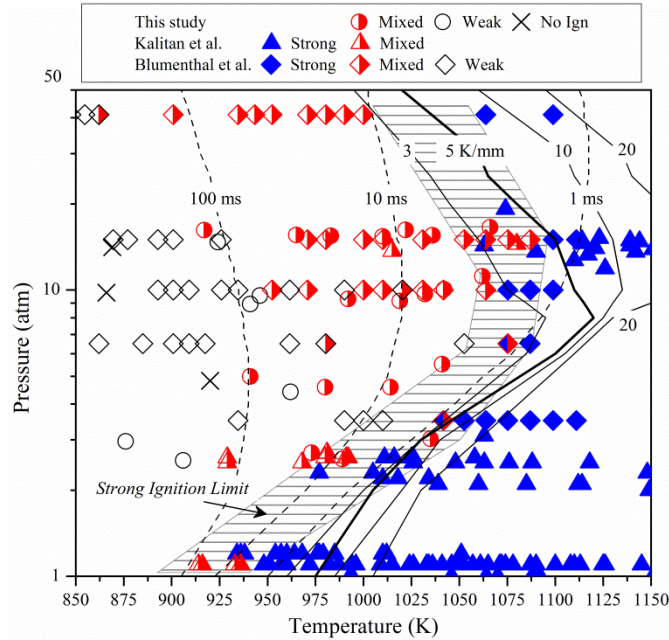 This study Mixed Weak No Ign
Kalitan et al. Strong Mixed
Blumenthal et al. Strong Mixed Weak
50
3 5 K/mm 10 20
100 ms 10 ms 1 ms
10
20
Pressure (atm)
Strong Ignition Limit
1
850 875 900 925 950 975 1000 1025 1050 1075 1100 1125 1150
Temperature (K)